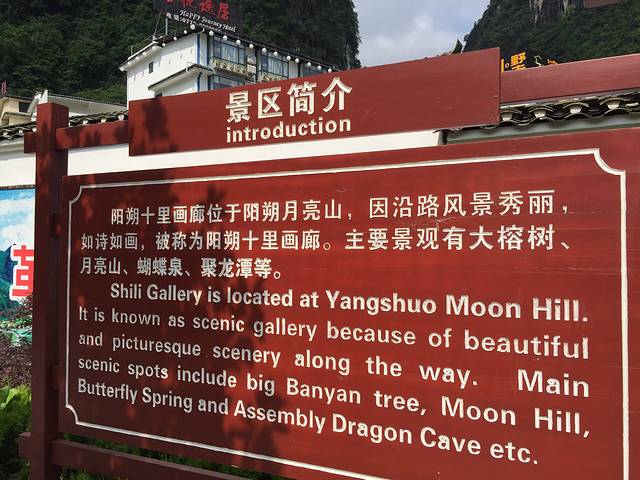 景区简介
introduction
阳朔十里画廊位于阳朔月亮山，因沿路风景秀丽，
如诗如画，被称为阳朔十里画廊。主要景观有大榕树、
月亮山、蝴蝶泉、聚龙潭等。
Shili Gallery is located at Yangshuo Moon Hill.
It is known as scenic gallery because of beautiful
and picturesque scenery along the way. Main
scenic spots include big Banyan tree, Moon Hill,
Butterfly Spring and Assembly Dragon Cave etc.